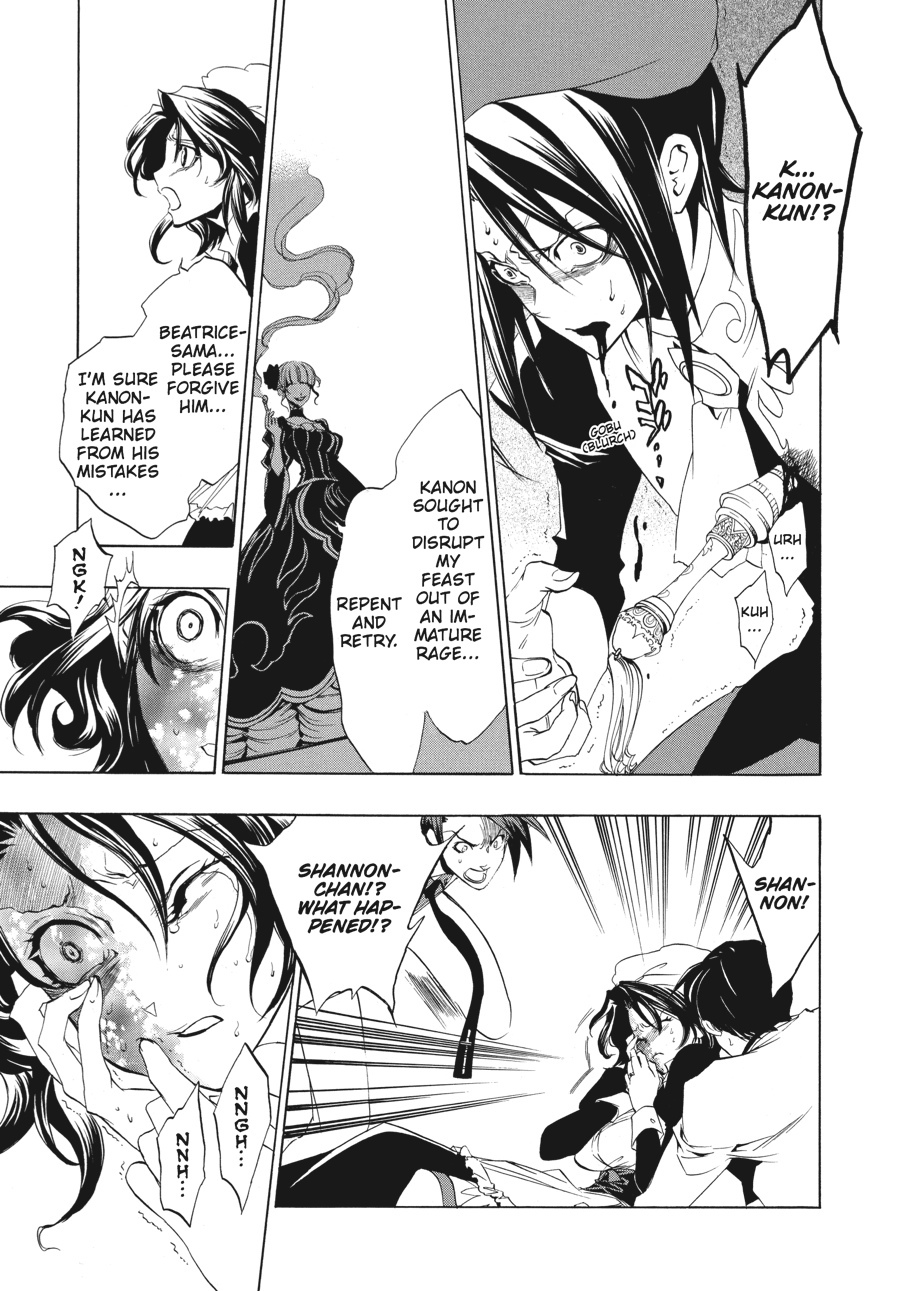 K...
KANON-
KUN!?
ゴブ
GOBU
(BLURCH)
URH
...
KUH
...
KANON
SOUGHT
TO
DISRUPT
MY
FEAST
OUT OF
AN IM-
MATURE
RAGE...
REPENT
AND
RETRY.
BEATRICE-
SAMA...
PLEASE
FORGIVE
HIM...
I'M SURE
KANON-
KUN HAS
LEARNED
FROM HIS
MISTAKES
...
NGK!
SHAN-
NON!
SHANNON-
CHAN!?
WHAT HAP-
PENED!?
NNGH...
NNH...